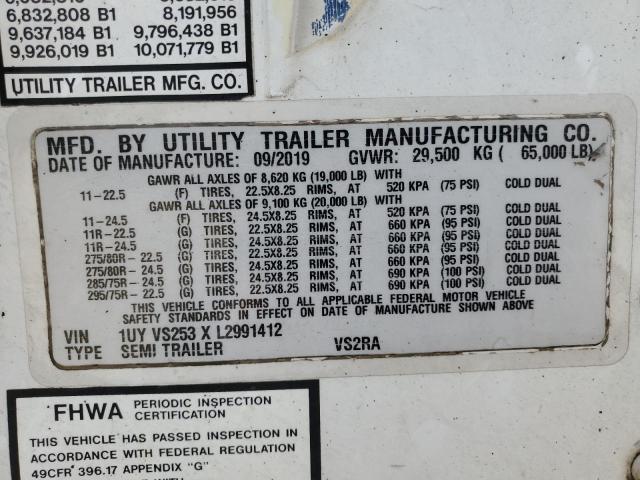 6,832,808 B1 8,191,956
9,637,184 B1 9,796,438 B1
9,926,019 B1 10,071,779 B1
UTILITY TRAILER MFG. CO.
MFD. BY UTILITY TRAILER MANUFACTURING CO.
DATE OF MANUFACTURE: 09/2019 GVWR: 29,500 KG ( 65,000 LB)
GAWR ALL AXLES OF 8,620 KG (19,000 LB) WITH
11-22.5 (F) TIRES, 22.5X8.25 RIMS, AT 520 KPA (75 PSI) COLD DUAL
GAWR ALL AXLES OF 9,100 KG (20,000 LB) WITH
11-24.5 (F) TIRES, 24.5X8.25 RIMS, AT 520 KPA (75 PSI) COLD DUAL
11R-22.5 (G) TIRES, 22.5X8.25 RIMS, AT 660 KPA (95 PSI) COLD DUAL
11R-24.5 (G) TIRES, 24.5X8.25 RIMS, AT 660 KPA (95 PSI) COLD DUAL
275/80R-22.5 (G) TIRES, 22.5X8.25 RIMS, AT 660 KPA (95 PSI) COLD DUAL
275/80R-24.5 (G) TIRES, 24.5X8.25 RIMS, AT 660 KPA (95 PSI) COLD DUAL
285/75R-24.5 (G) TIRES, 24.5X8.25 RIMS, AT 690 KPA (100 PSI) COLD DUAL
295/75R-22.5 (G) TIRES, 22.5X8.25 RIMS, AT 690 KPA (100 PSI) COLD DUAL
THIS VEHICLE CONFORMS TO ALL APPLICABLE FEDERAL MOTOR VEHICLE
SAFETY STANDARDS IN EFFECT ON DATE OF MANUFACTURE SHOWN ABOVE
VIN 1UY VS253 X L2991412
TYPE SEMI TRAILER VS2RA
FHWA PERIODIC INSPECTION
CERTIFICATION
THIS VEHICLE HAS PASSED INSPECTION IN
ACCORDANCE WITH FEDERAL REGULATION
49CFR 396.17 APPENDIX "G"